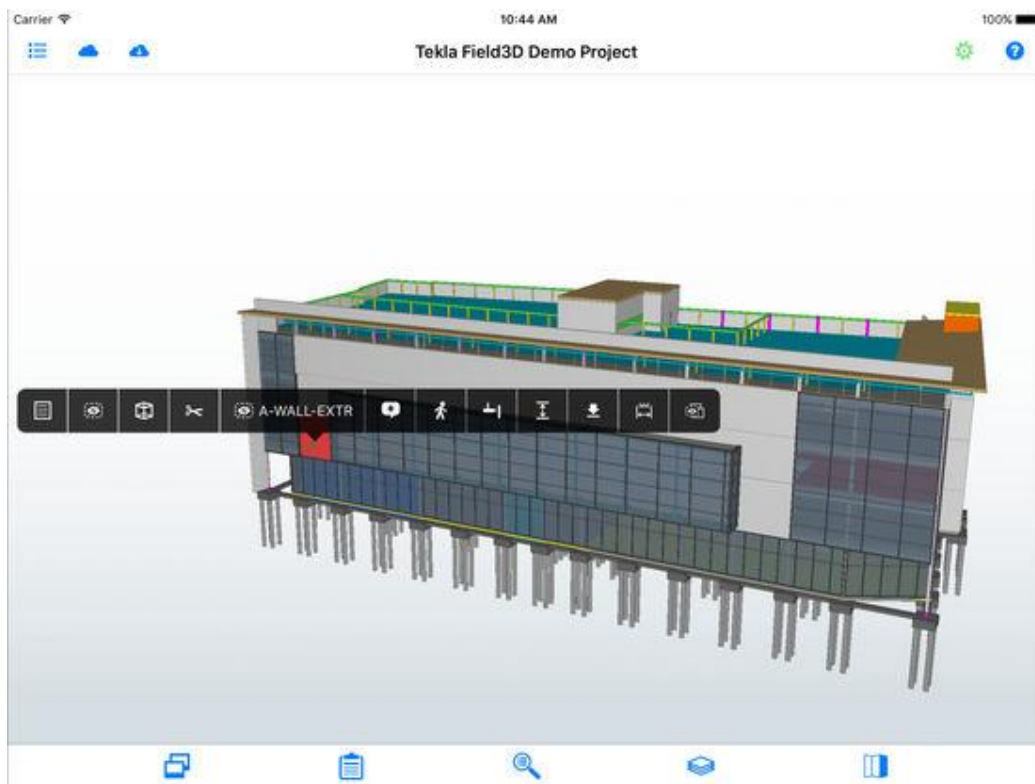 Carrier
10:44 AM
100%
Tekla Field3D Demo Project
A-WALL-EXTR